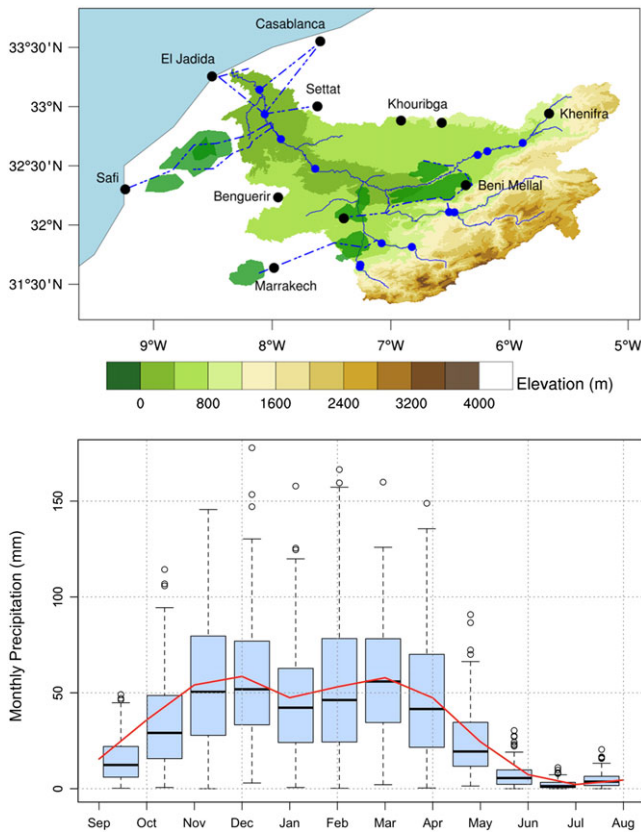 Casablanca
33°30'N
El Jadida
Settat
33°N
Khouribga
Khenifra
32°30'N
Safi
Beni Mellal
Benguerir
32°N
31°30'N
Marrakech
9°W 8°W 7°W 6°W 5°W
Elevation (m)
0 800 1600 2400 3200 4000
Monthly Precipitation (mm)
150
100
50
0
Sep Oct Nov Dec Jan Feb Mar Apr May Jun Jul Aug